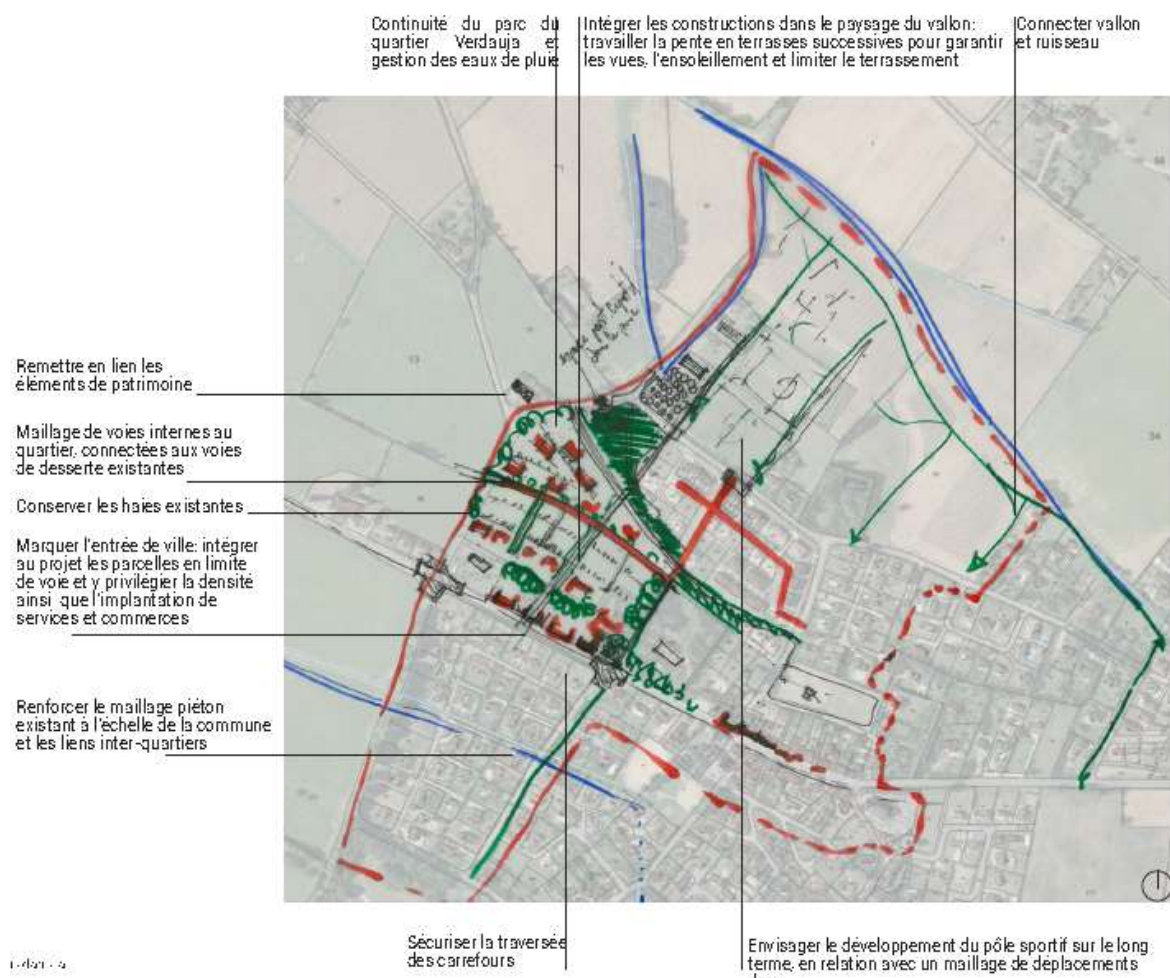 Continuité du parc du
quartier Verdauja et
gestion des eaux de pluie
Intégrer les constructions dans le paysage du vallon:
travailler la pente en terrasses successives pour garantir
les vues, l'ensoleillement et limiter le terrassement
Connecter vallon
et ruisseau
Remettre en lien les
éléments de patrimoine
Maillage de voies internes au
quartier, connectées aux voies
de desserte existantes
Conserver les haies existantes
Marquer l'entrée de ville: intégrer
au projet les parcelles en limite
de voie et y privilégier la densité
ainsi que l'implantation de
services et commerces
Renforcer le maillage piéton
existant à l'échelle de la commune
et les liens inter-quartiers
Sécuriser la traversée
des carrefours
Envisager le développement du pôle sportif sur le long
terme, en relation avec un maillage de déplacements